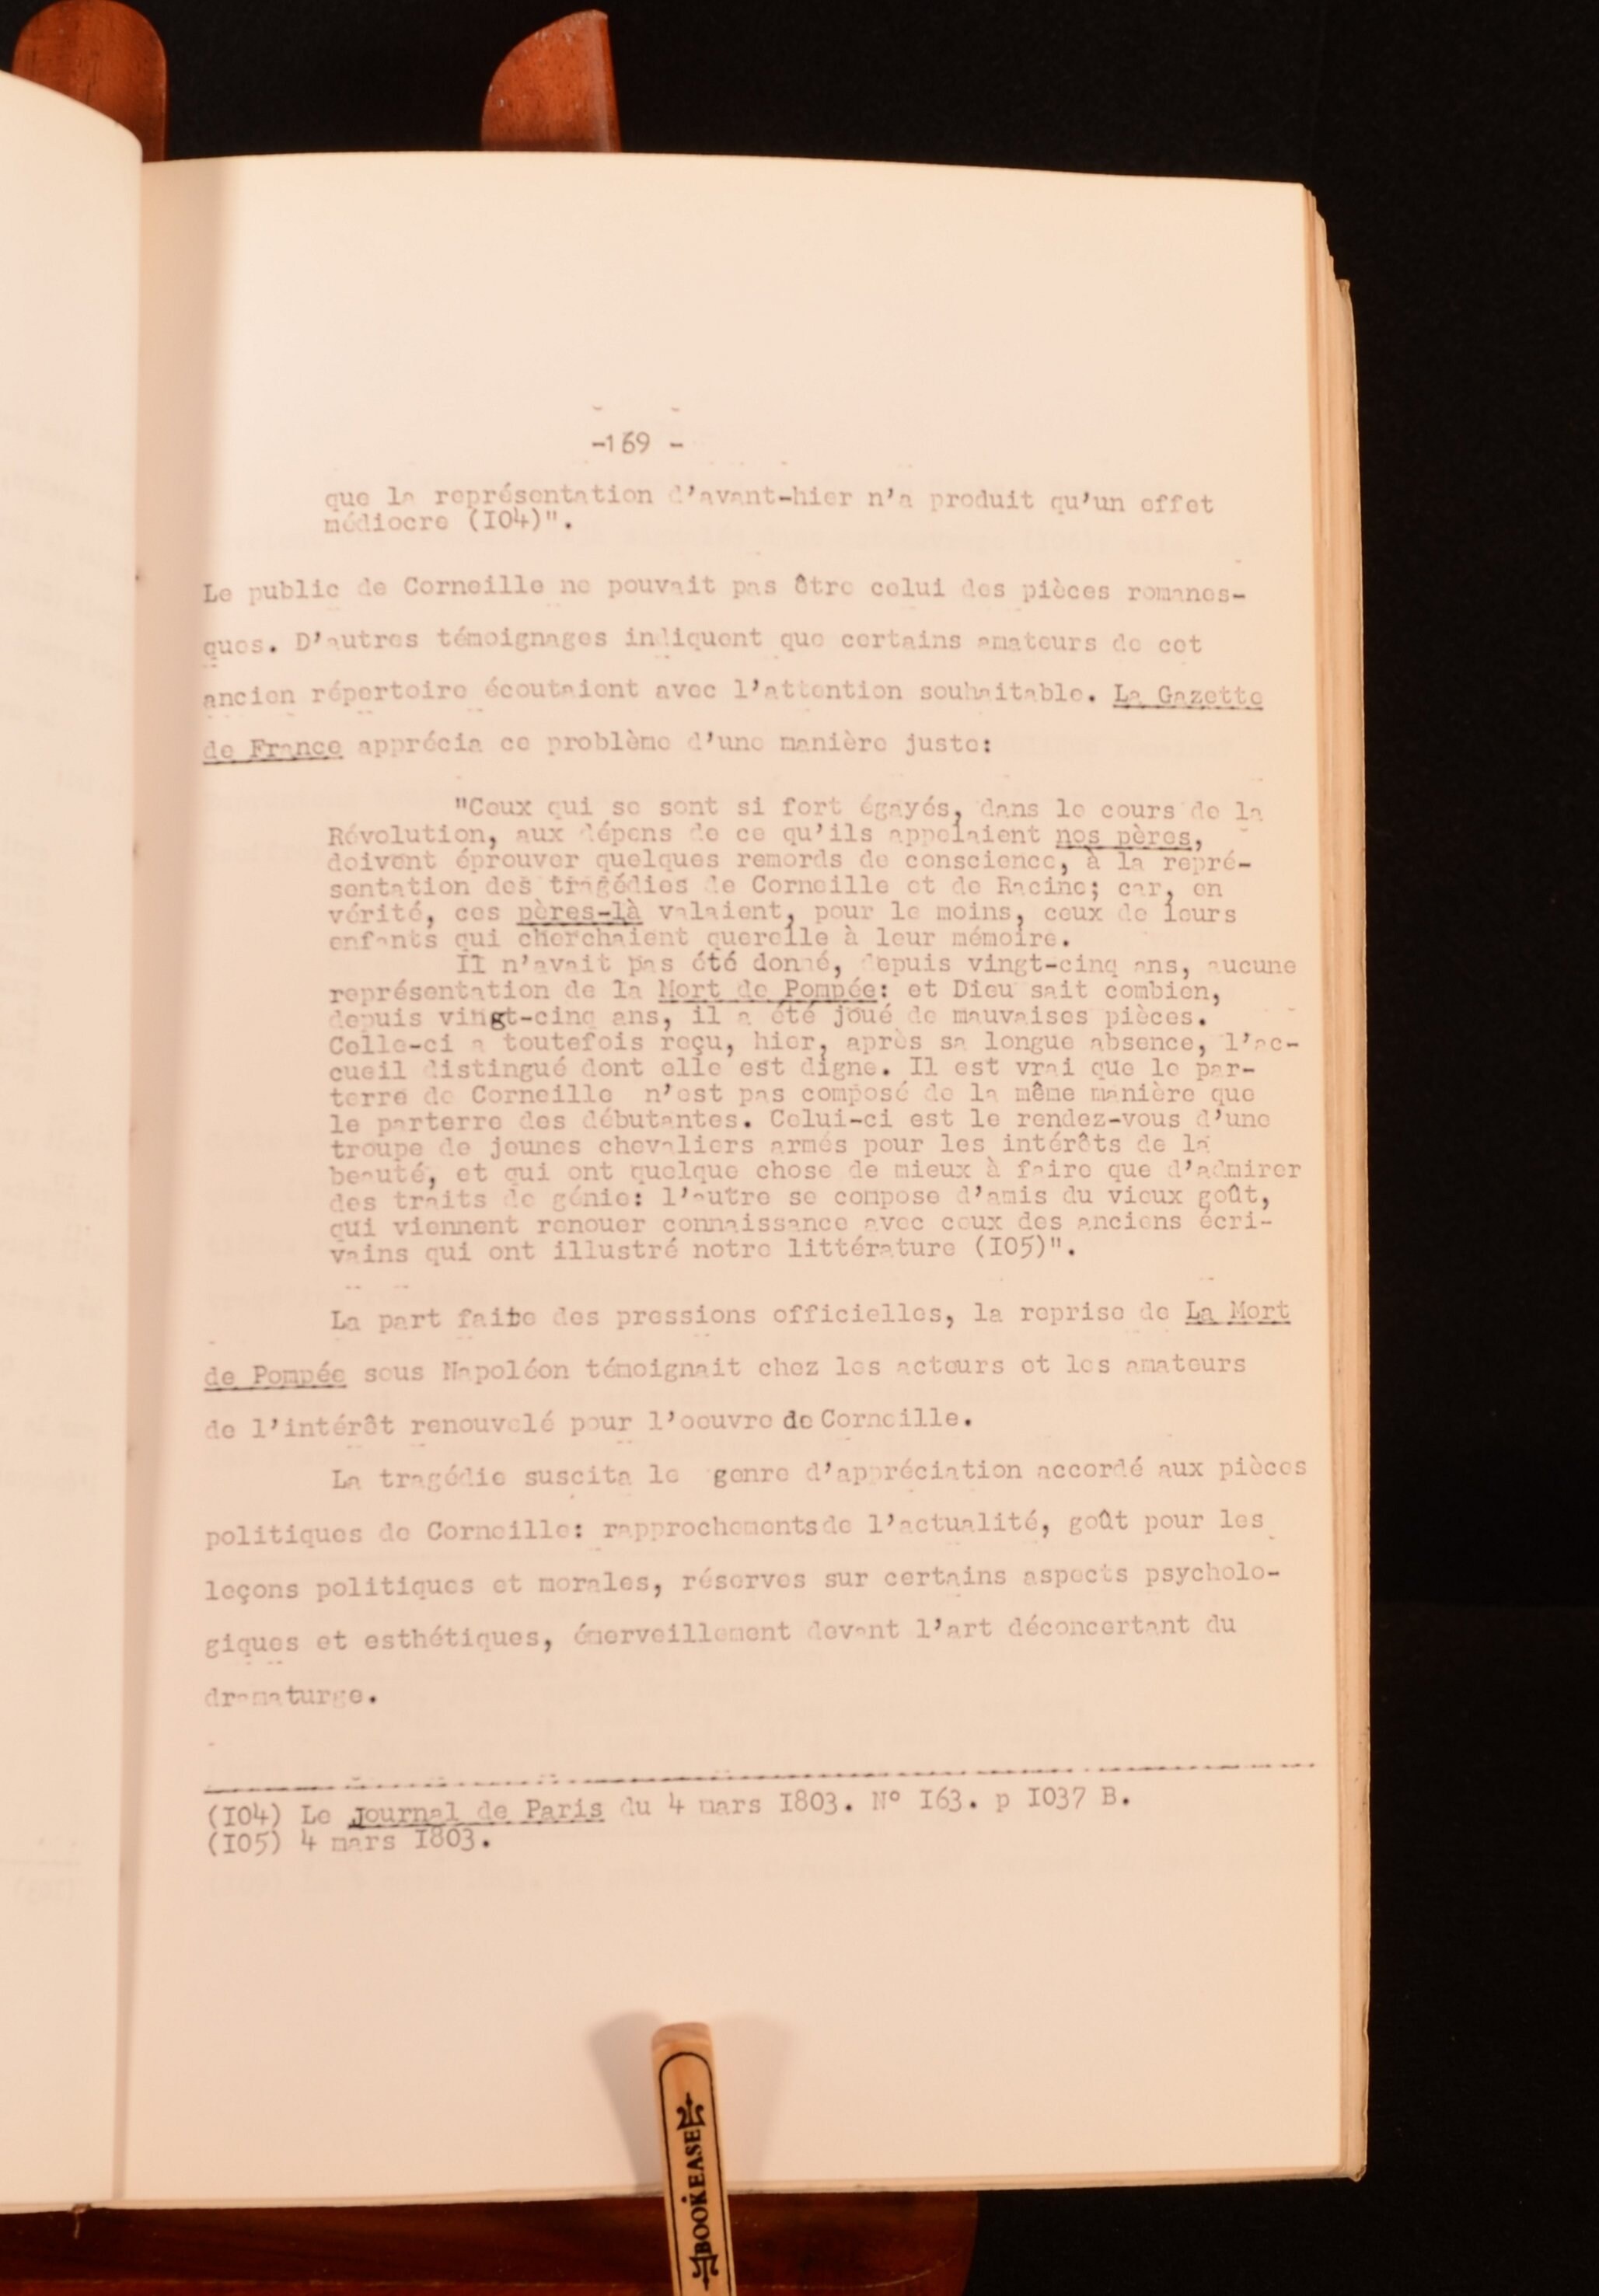 -169 -
que la représentation d'avant-hier n'a produit qu'un effet
médiocre (I04)".
Le public de Corneille ne pouvait pas être celui des pièces romanes-
ques. D'autres témoignages indiquent que certains amateurs de cet
ancien répertoire écoutaient avec l'attention souhaitable. La Gazette
de France apprécia ce problème d'une manière juste:
"Ceux qui se sont si fort égayés, dans le cours de la
Révolution, aux dépens de ce qu'ils appelaient nos pères,
doivent éprouver quelques remords de conscience, à la repré-
sentation des tragédies de Corneille et de Racine; car, en
vérité, ces pères-là valaient, pour le moins, ceux de leurs
enfants qui cherchaient querelle à leur mémoire.
Il n'avait pas été donné, depuis vingt-cinq ans, aucune
représentation de la Mort de Pompée: et Dieu sait combien,
depuis vingt-cinq ans, il a été joué de mauvaises pièces.
Celle-ci a toutefois reçu, hier, après sa longue absence, l'ac-
cueil distingué dont elle est digne. Il est vrai que le par-
terre de Corneille n'est pas composé de la même manière que
le parterre des débutantes. Celui-ci est le rendez-vous d'une
troupe de jeunes chevaliers armés pour les intérêts de la
beauté, et qui ont quelque chose de mieux à faire que d'admirer
des traits de génie: l'autre se compose d'amis du vieux goût,
qui viennent renouer connaissance avec ceux des anciens écri-
vains qui ont illustré notre littérature (I05)".
La part faite des pressions officielles, la reprise de La Mort
de Pompée sous Napoléon témoignait chez les acteurs et les amateurs
de l'intérêt renouvelé pour l'oeuvre de Corneille.
La tragédie suscita le genre d'appréciation accordé aux pièces
politiques de Corneille: rapprochements de l'actualité, goût pour les
leçons politiques et morales, réserves sur certains aspects psycholo-
giques et esthétiques, émerveillement devant l'art déconcertant du
dramaturge.
(I04) Le Journal de Paris du 4 mars I803. N° I63. p I037 B.
(I05) 4 mars I803.
BOOKEASE